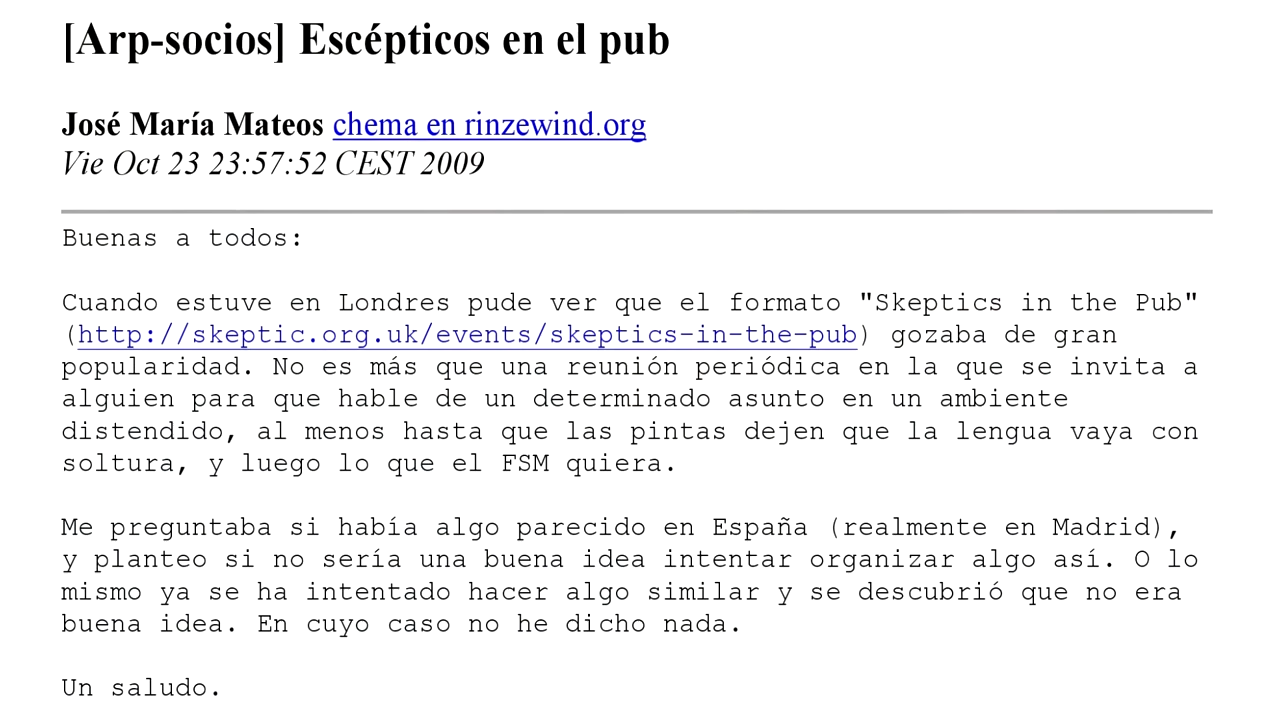 [Arp-socios] Escépticos en el pub
José María Mateos chema en rinzewind.org
Vie Oct 23 23:57:52 CEST 2009
Buenas a todos:
Cuando estuve en Londres pude ver que el formato "Skeptics in the Pub"
(http://skeptic.org.uk/events/skeptics-in-the-pub) gozaba de gran
popularidad. No es más que una reunión periódica en la que se invita a
alguien para que hable de un determinado asunto en un ambiente
distendido, al menos hasta que las pintas dejen que la lengua vaya con
soltura, y luego lo que el FSM quiera.
Me preguntaba si había algo parecido en España (realmente en Madrid),
y planteo si no sería una buena idea intentar organizar algo así. O lo
mismo ya se ha intentado hacer algo similar y se descubrió que no era
buena idea. En cuyo caso no he dicho nada.
Un saludo.